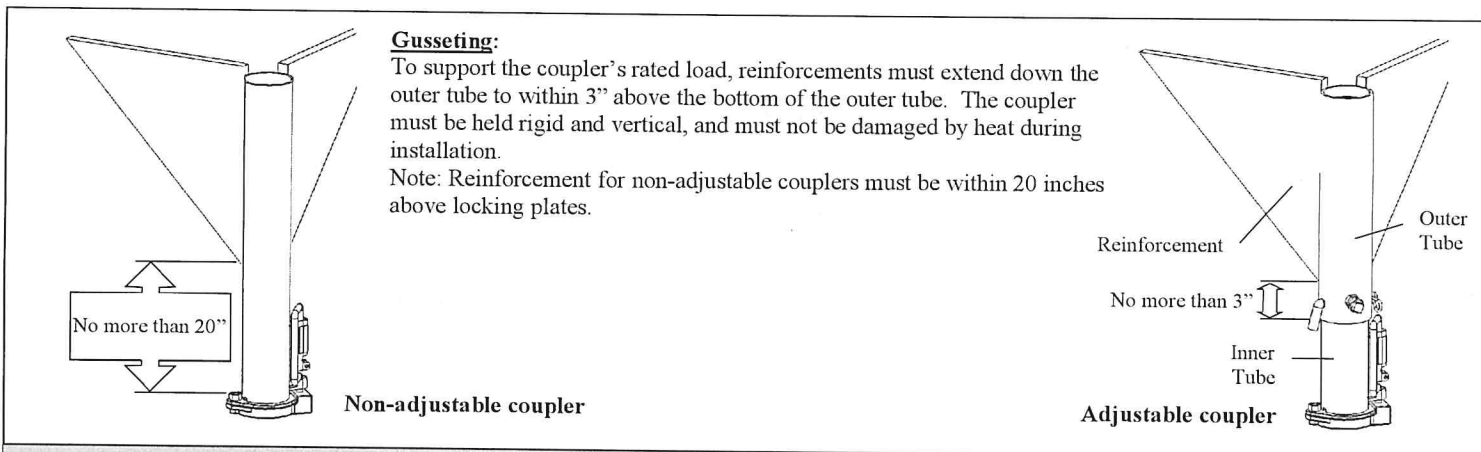 Gusseting:
To support the coupler's rated load, reinforcements must extend down the
outer tube to within 3” above the bottom of the outer tube. The coupler
must be held rigid and vertical, and must not be damaged by heat during
installation.
Note: Reinforcement for non-adjustable couplers must be within 20 inches
above locking plates.
No more than 20”
Non-adjustable coupler
Reinforcement
Outer
Tube
No more than 3”
Inner
Tube
Adjustable coupler